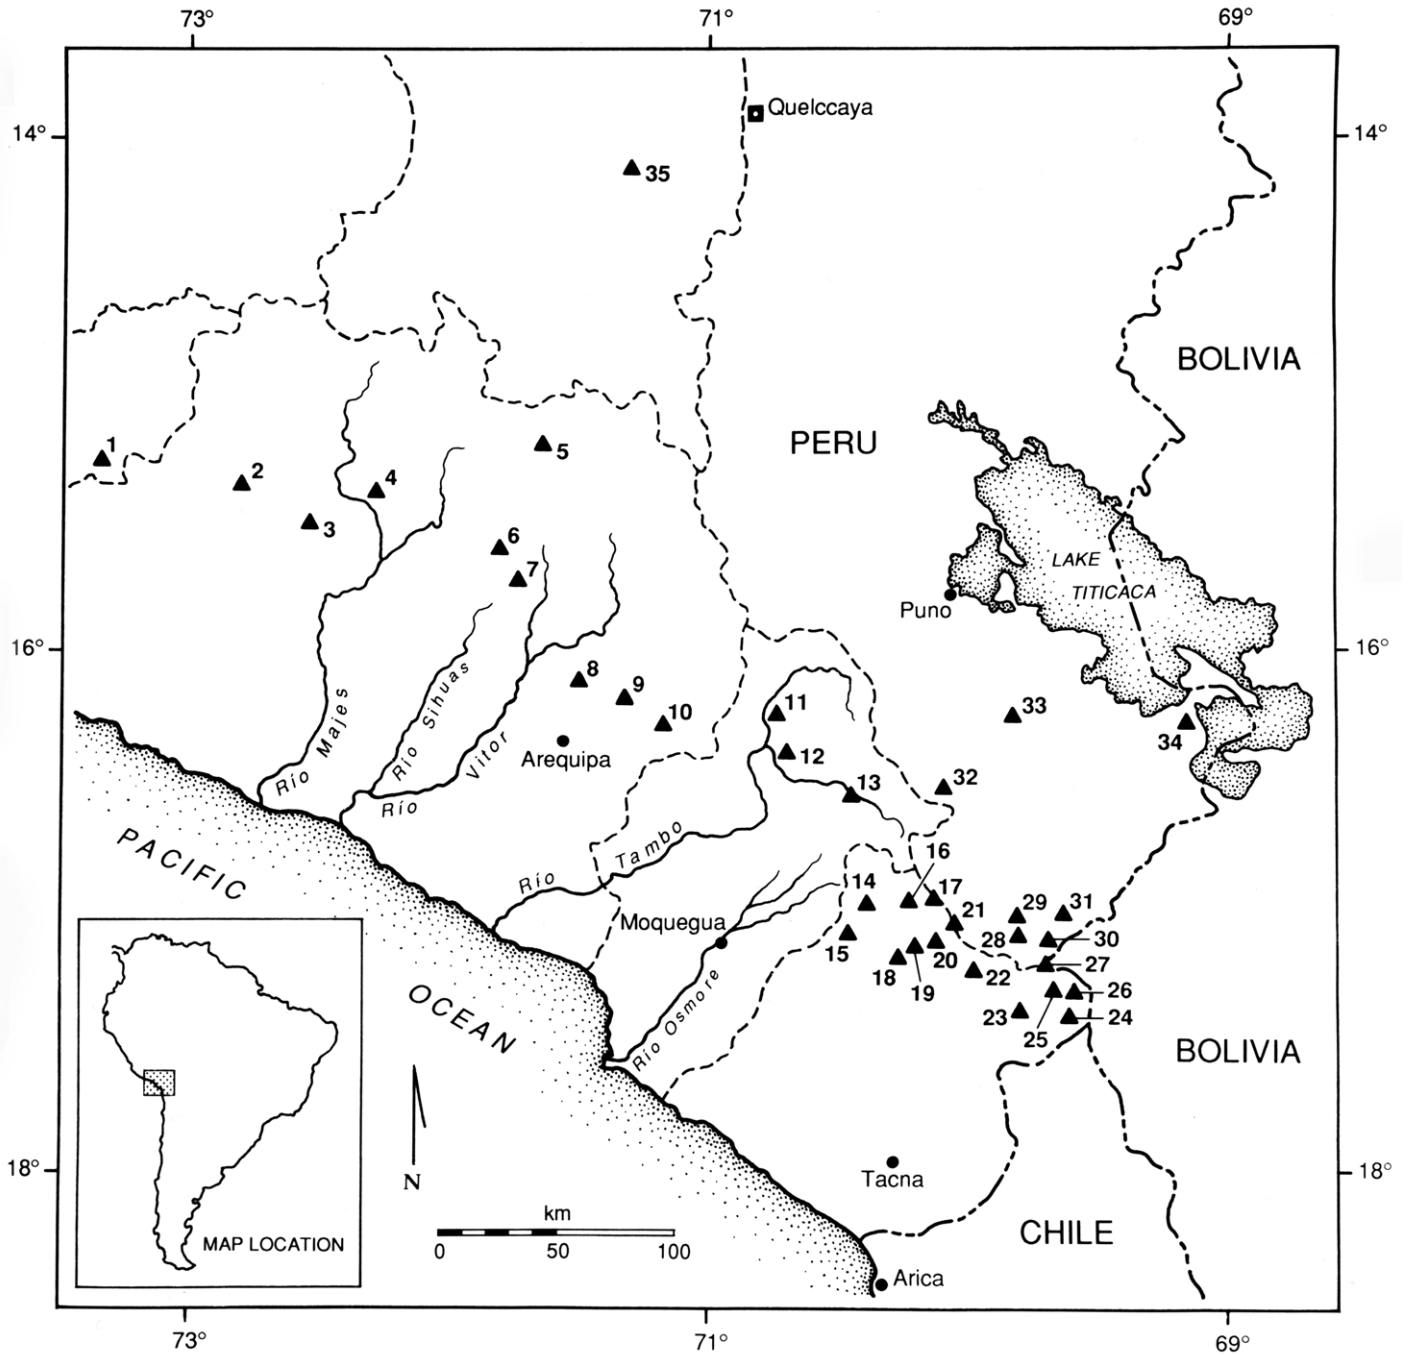 73°
71°
69°
Quelccaya
14°
14°
35
BOLIVIA
PERU
1
2
3
4
5
6
7
LAKE
TITICACA
Puno
16°
16°
8
9
10
11
12
13
33
34
32
Río Majes
Río Sihuas
Río Vitor
Arequipa
Río Tambo
PACIFIC
OCEAN
16
14
17
21
29
31
Moquegua
15
28
30
18
19
20
22
27
26
23
25
24
Río Osmore
BOLIVIA
N
18°
18°
Tacna
km
0 50 100
CHILE
MAP LOCATION
Arica
73°
71°
69°